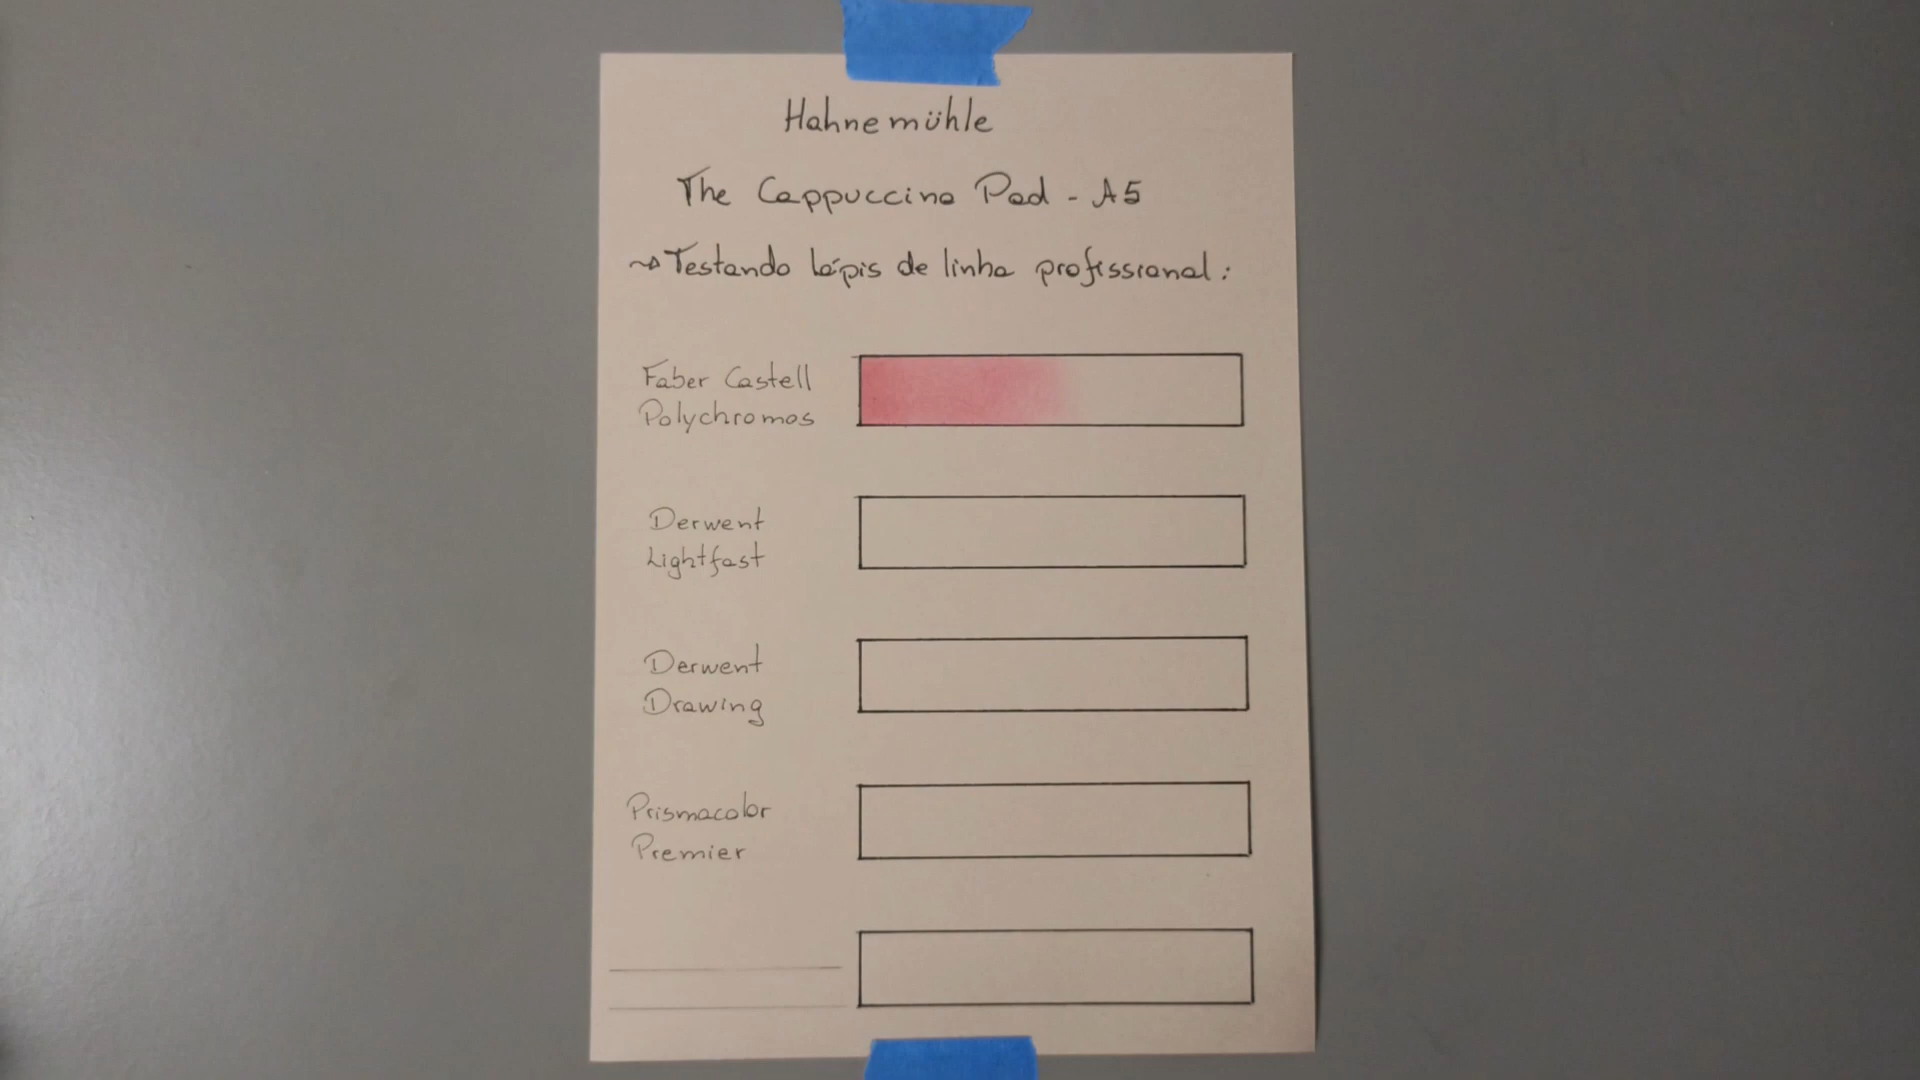 Hahnemühle
The Cappuccino Pad - A5
~> Testando lápis de linha profissional:
Faber Castell
Polychromos
Derwent
Lightfast
Derwent
Drawing
Prismacolor
Premier